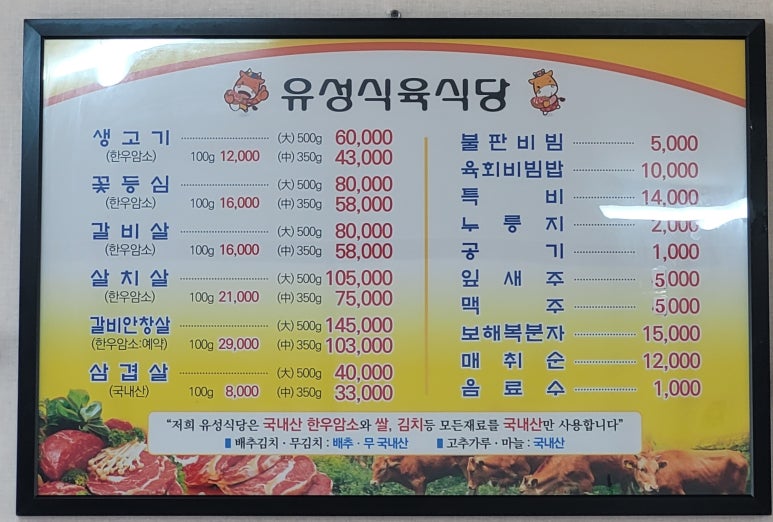 유성식육식당
생고기 (大) 500g 60,000
(한우암소) 100g 12,000 (中) 350g 43,000
꽃등심 (大) 500g 80,000
(한우암소) 100g 16,000 (中) 350g 58,000
갈비살 (大) 500g 80,000
(한우암소) 100g 16,000 (中) 350g 58,000
살치살 (大) 500g 105,000
(한우암소) 100g 21,000 (中) 350g 75,000
갈비안창살 (大) 500g 145,000
(한우암소:예약) 100g 29,000 (中) 350g 103,000
삼겹살 (大) 500g 40,000
(국내산) 100g 8,000 (中) 350g 33,000
불판비빔 5,000
육회비빔밥 10,000
특비 14,000
누룽지 2,000
공기 1,000
잎새주 5,000
맥주 5,000
보해복분자 15,000
매취순 12,000
음료수 1,000
"저희 유성식당은 국내산 한우암소와 쌀, 김치등 모든재료를 국내산만 사용합니다"
배추김치 · 무김치 : 배추 · 무 국내산 고추가루 · 마늘 : 국내산